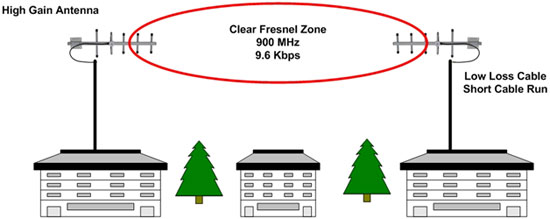 High Gain Antenna
Clear Fresnel Zone
900 MHz
9.6 Kbps
Low Loss Cable
Short Cable Run